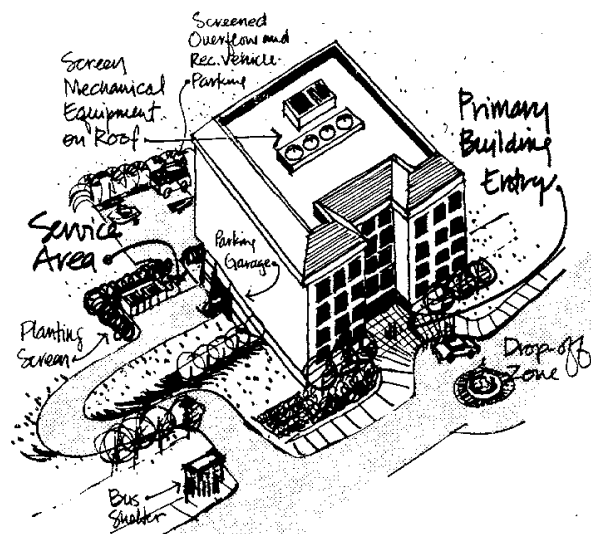 Screened
Overflow and
Rec. Vehicle
Parking
Screen
Mechanical
Equipment
on Roof
Primary
Building
Entry
Service
Area
Parking
Garage
Planting
Screen
Drop-off
Zone
Bus
Shelter